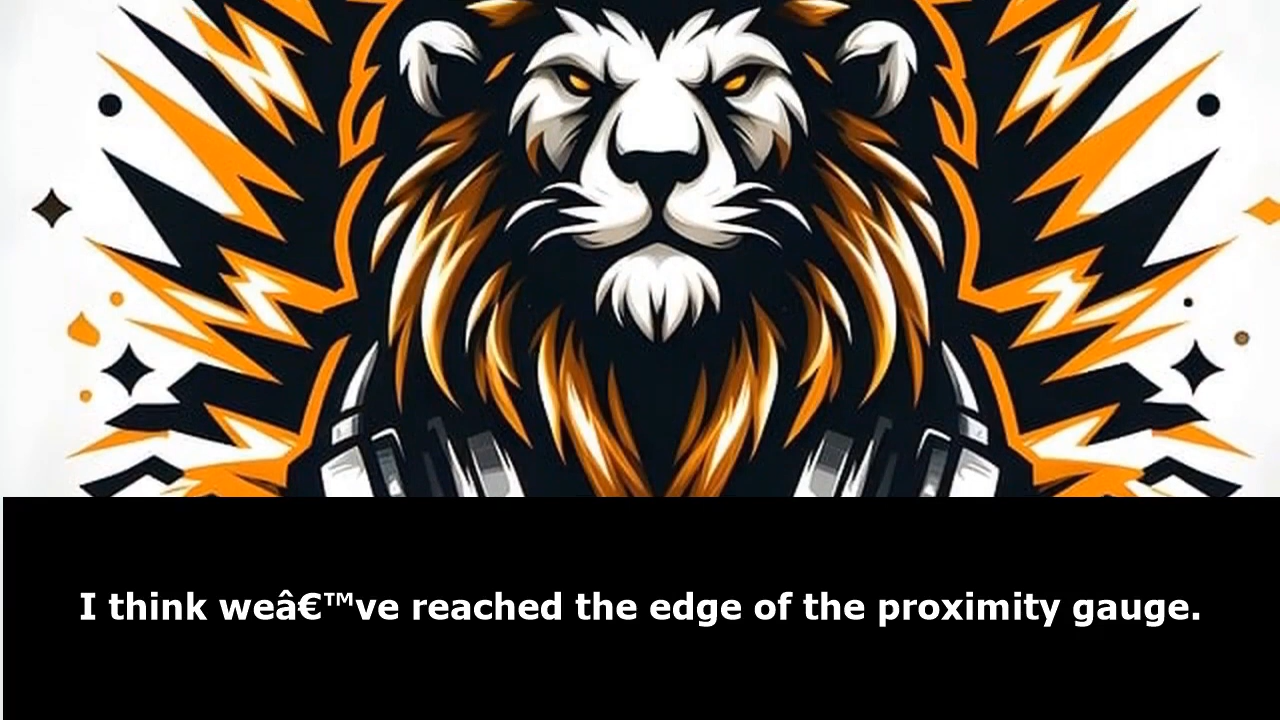 I think weâ€™ve reached the edge of the proximity gauge.